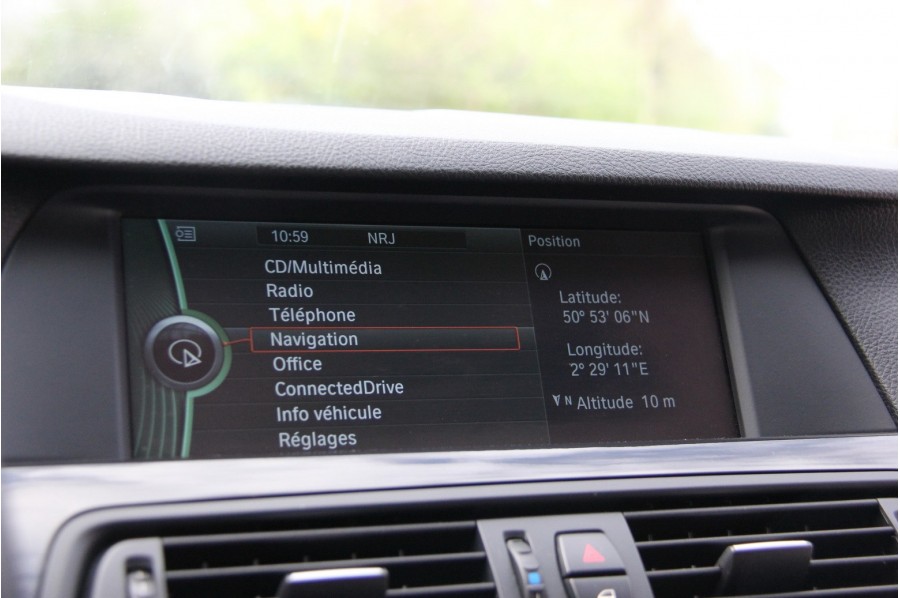 10:59 NRJ
CD/Multimédia
Radio
Téléphone
Navigation
Office
ConnectedDrive
Info véhicule
Réglages
Position
Latitude:
50° 53' 06"N
Longitude:
2° 29' 11"E
N Altitude 10 m